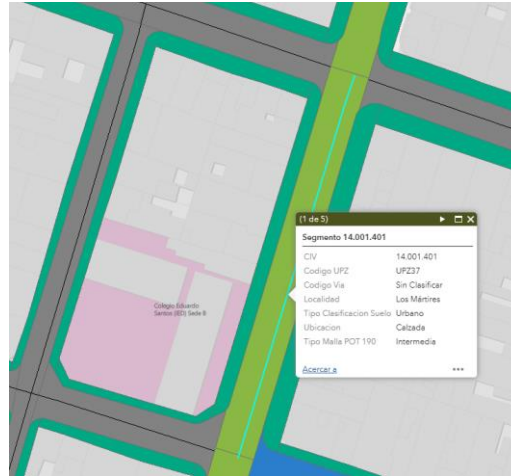 (1 de 5)
Segmento 14.001.401
CIV 14.001.401
Codigo UPZ UPZ37
Codigo Via Sin Clasificar
Localidad Los Mártires
Tipo Clasificacion Suelo Urbano
Ubicacion Calzada
Tipo Malla POT 190 Intermedia
Acercar a
Colegio Eduardo
Santos (IED) Sede B